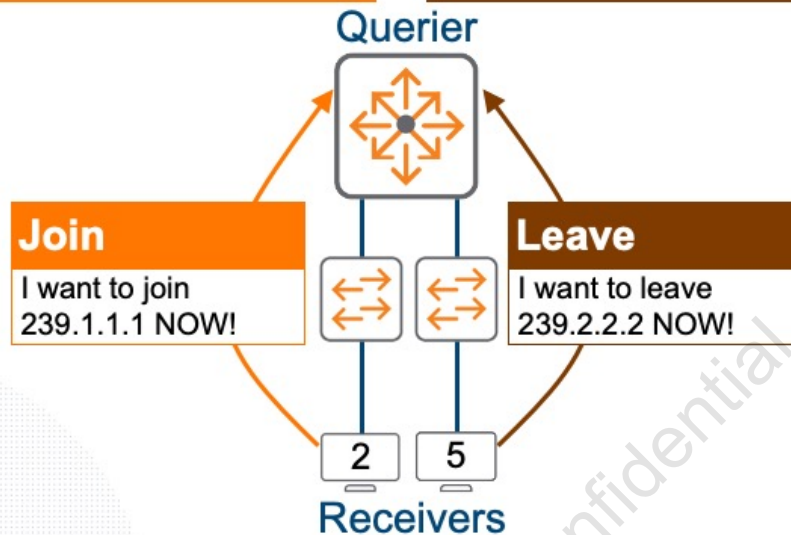 Querier
Join
I want to join
239.1.1.1 NOW!
Leave
I want to leave
239.2.2.2 NOW!
2
5
Receivers